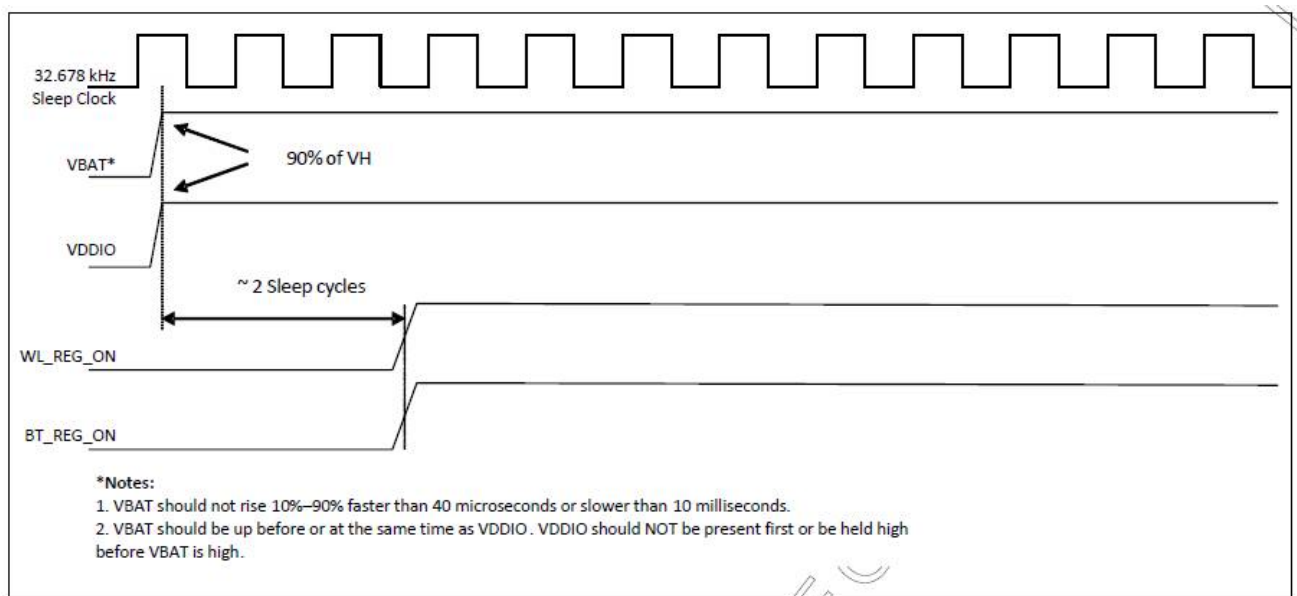 32.678 kHz
Sleep Clock
90% of VH
VBAT*
VDDIO
~ 2 Sleep cycles
WL_REG_ON
BT_REG_ON
*Notes:
1. VBAT should not rise 10%–90% faster than 40 microseconds or slower than 10 milliseconds.
2. VBAT should be up before or at the same time as VDDIO. VDDIO should NOT be present first or be held high
before VBAT is high.